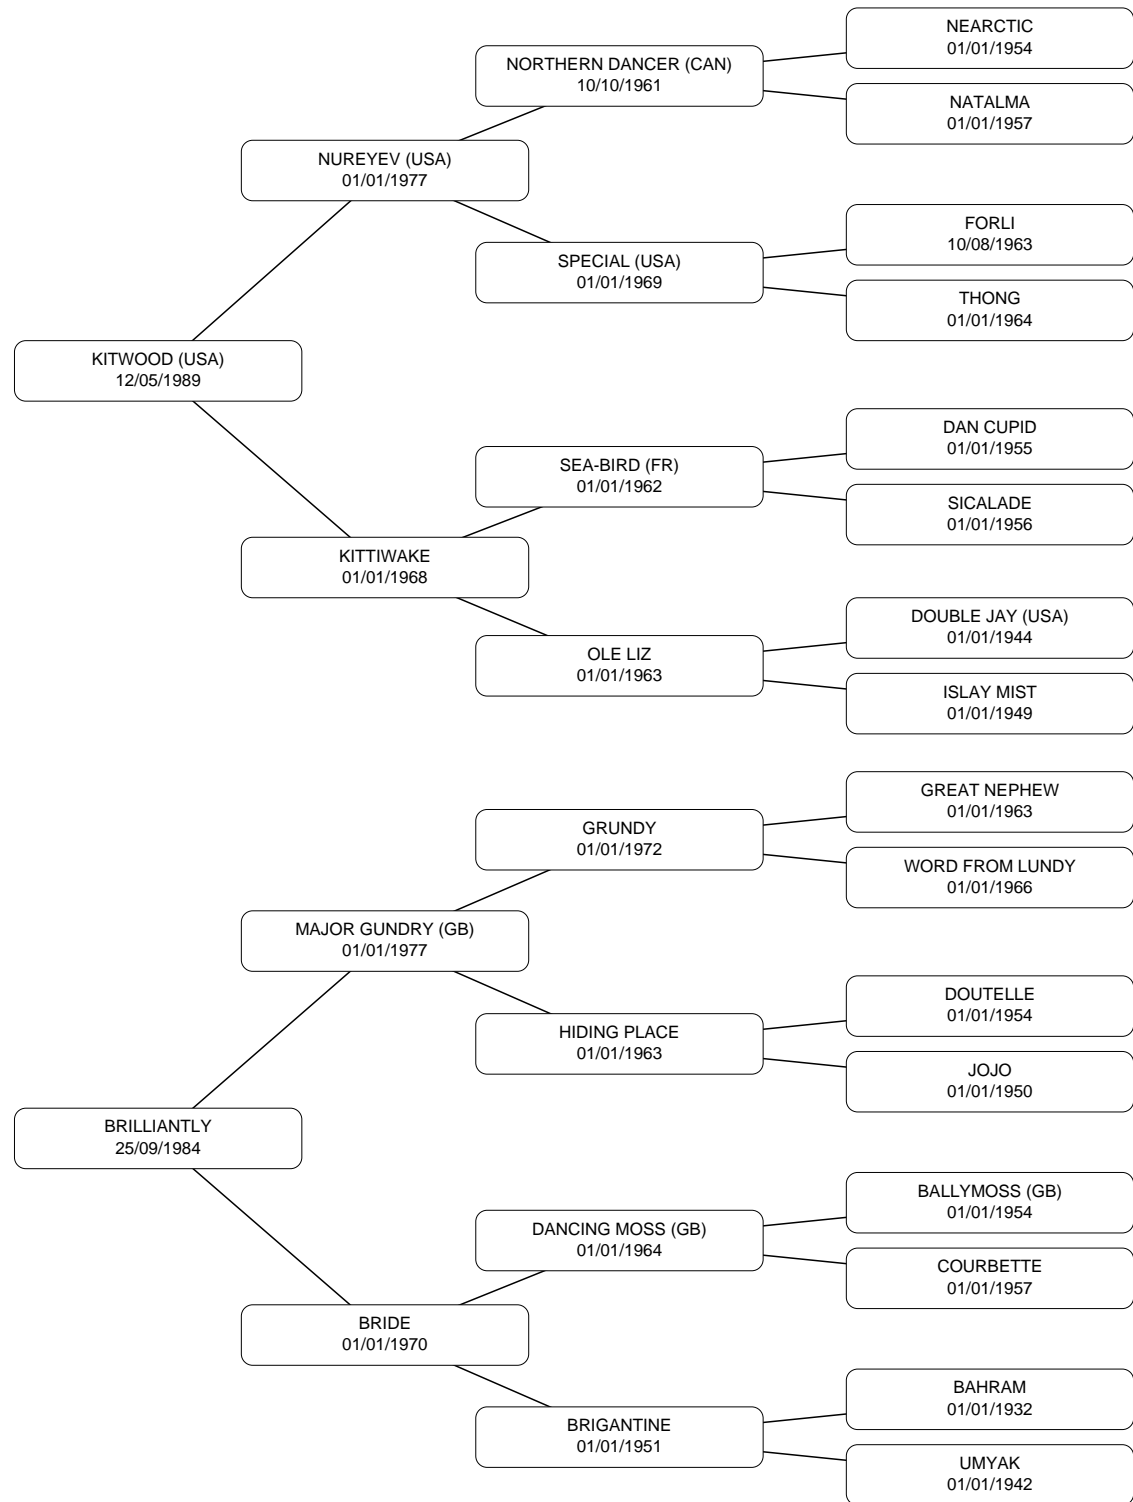 NEARCTIC
01/01/1954
NORTHERN DANCER (CAN)
10/10/1961
NATALMA
01/01/1957
NUREYEV (USA)
01/01/1977
FORLI
10/08/1963
SPECIAL (USA)
01/01/1969
THONG
01/01/1964
KITWOOD (USA)
12/05/1989
DAN CUPID
01/01/1955
SEA-BIRD (FR)
01/01/1962
SICALADE
01/01/1956
KITTIWAKE
01/01/1968
DOUBLE JAY (USA)
01/01/1944
OLE LIZ
01/01/1963
ISLAY MIST
01/01/1949
GREAT NEPHEW
01/01/1963
GRUNDY
01/01/1972
WORD FROM LUNDY
01/01/1966
MAJOR GUNDRY (GB)
01/01/1977
DOUTELLE
01/01/1954
HIDING PLACE
01/01/1963
JOJO
01/01/1950
BRILLIANTLY
25/09/1984
BALLYMOSS (GB)
01/01/1954
DANCING MOSS (GB)
01/01/1964
COURBETTE
01/01/1957
BRIDE
01/01/1970
BAHRAM
01/01/1932
BRIGANTINE
01/01/1951
UMYAK
01/01/1942